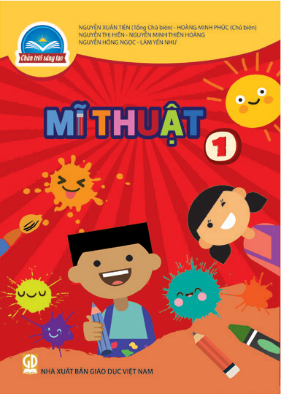 NGUYỄN XUÂN TIÊN (Tổng Chủ biên) - HOÀNG MINH PHÚC (Chủ biên)
NGUYỄN THỊ HIỀN - NGUYỄN MINH THIÊN HOÀNG
NGUYỄN HỒNG NGỌC - LÂM YẾN NHƯ
Chân trời sáng tạo
MĨ THUẬT
1
NHÀ XUẤT BẢN GIÁO DỤC VIỆT NAM